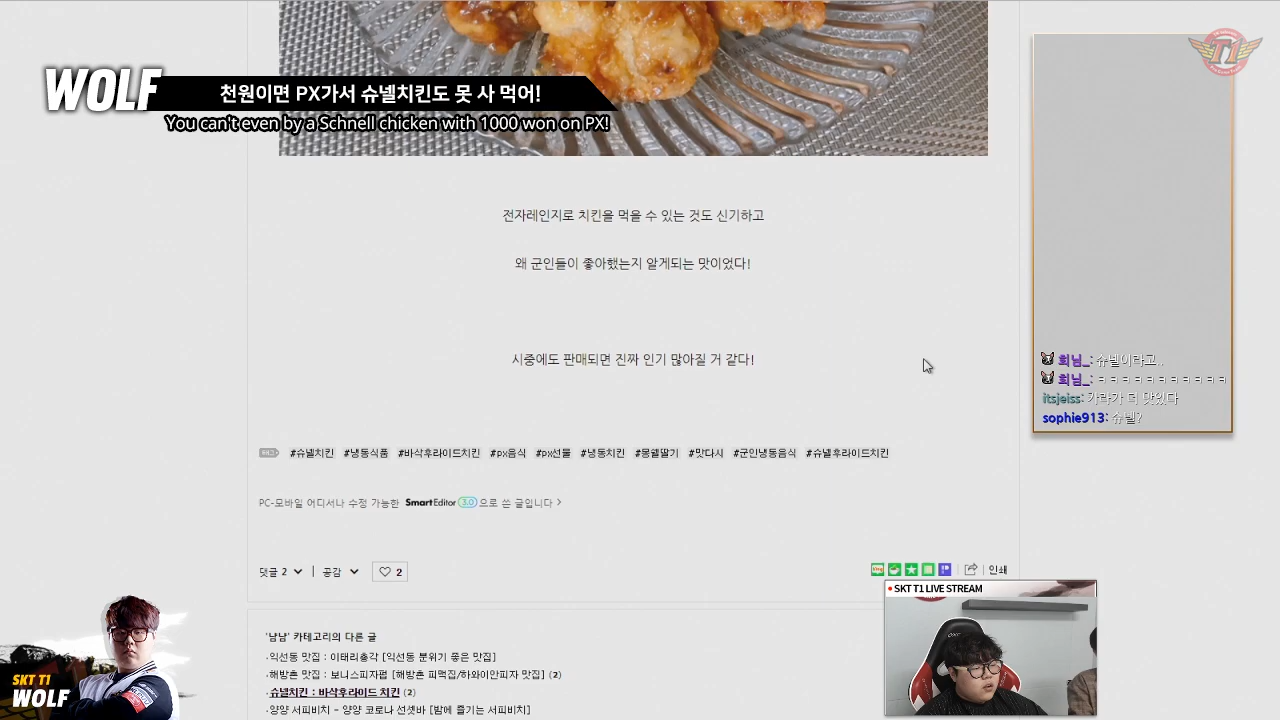 WOLF
천원이면 PX가서 슈넬치킨도 못 사 먹어!
You can't even by a Schnell chicken with 1000 won on PX!
T1
전자레인지로 치킨을 먹을 수 있는 것도 신기하고
왜 군인들이 좋아했는지 알게되는 맛이었다!
시중에도 판매되면 진짜 인기 많아질 거 같다!
희님_: 슈넬이라고..
희님_: ㅋㅋㅋㅋㅋㅋㅋㅋㅋㅋㅋ
itsjeiss: 가라가 더 맛있다
sophie913: 슈넬?
태그 #슈넬치킨 #냉동식품 #바삭후라이드치킨 #px음식 #px선물 #냉동치킨 #몽쉘딸기 #맛다시 #군인냉동음식 #슈넬후라이드치킨
PC-모바일 어디서나 수정 가능한 SmartEditor 3.0 으로 쓴 글입니다 >
댓글 2 | 공감 2
인쇄
SKT T1 LIVE STREAM
'냠냠' 카테고리의 다른 글
·익선동 맛집 : 이태리총각 [익선동 분위기 좋은 맛집]
·해방촌 맛집 : 보니스피자펍 [해방촌 피맥집/하와이안피자 맛집] (2)
·슈넬치킨 : 바삭후라이드 치킨 (2)
·양양 서피비치 - 양양 코로나 선셋바 [밤에 즐기는 서피비치]
SKT T1
WOLF